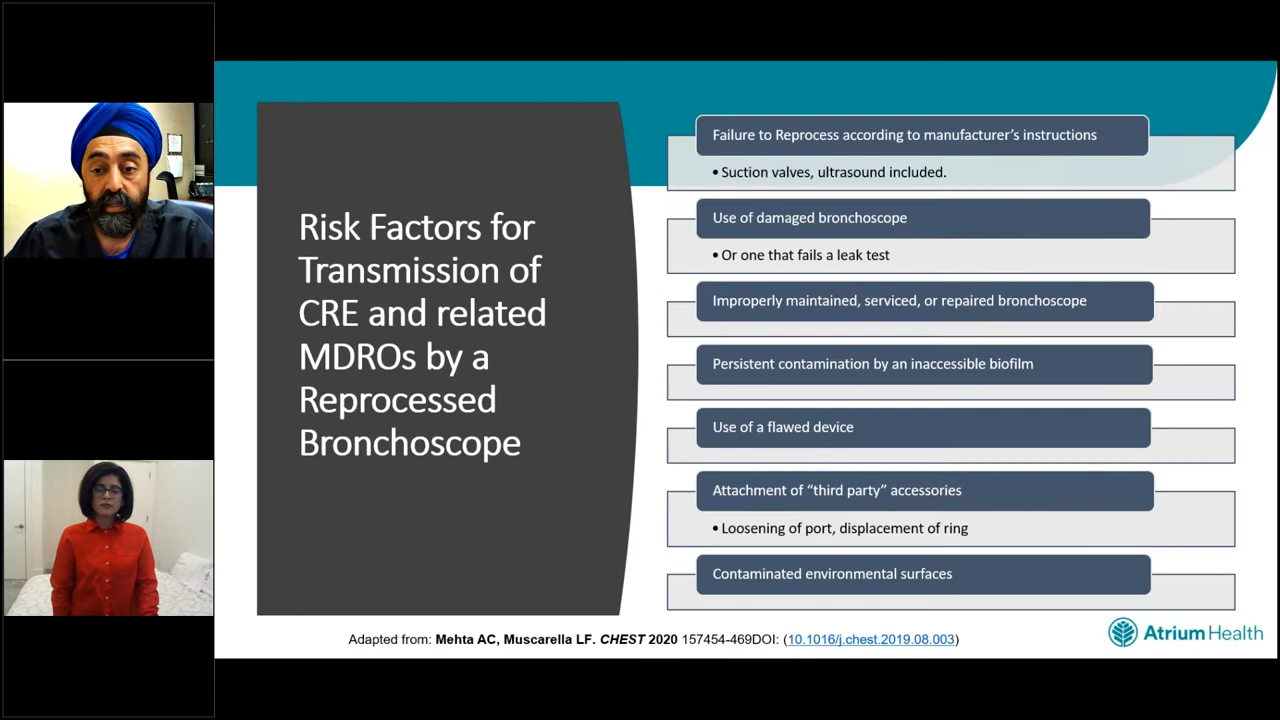 Risk Factors for
Transmission of
CRE and related
MDROs by a
Reprocessed
Bronchoscope
Failure to Reprocess according to manufacturer's instructions
• Suction valves, ultrasound included.
Use of damaged bronchoscope
• Or one that fails a leak test
Improperly maintained, serviced, or repaired bronchoscope
Persistent contamination by an inaccessible biofilm
Use of a flawed device
Attachment of “third party” accessories
• Loosening of port, displacement of ring
Contaminated environmental surfaces
Adapted from: Mehta AC, Muscarella LF. CHEST 2020 157454-469DOI: (10.1016/j.chest.2019.08.003)
Atrium Health